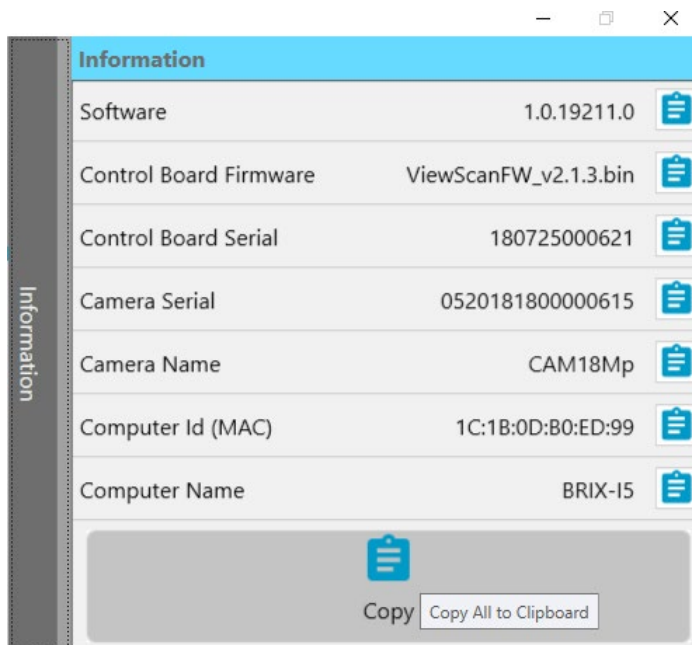 Information
Information
Software 1.0.19211.0
Control Board Firmware ViewScanFW_v2.1.3.bin
Control Board Serial 180725000621
Camera Serial 0520181800000615
Camera Name CAM18Mp
Computer Id (MAC) 1C:1B:0D:B0:ED:99
Computer Name BRIX-I5
Copy
Copy All to Clipboard